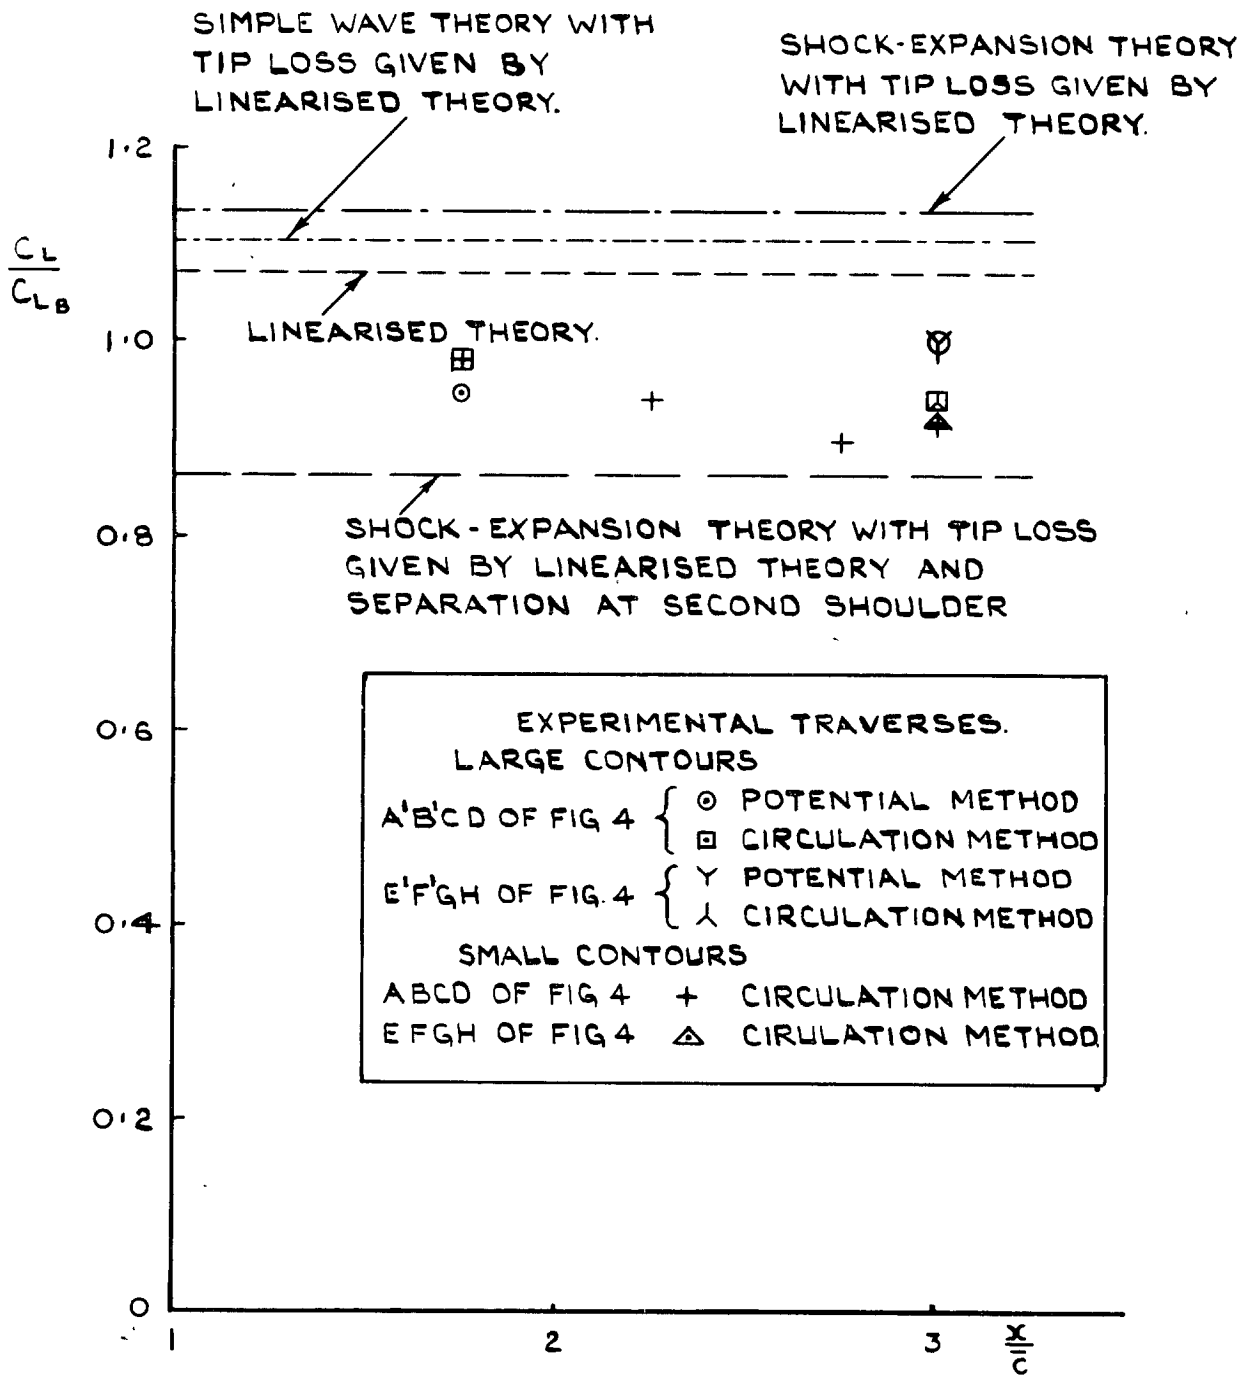 SIMPLE WAVE THEORY WITH
TIP LOSS GIVEN BY
LINEARISED THEORY.
SHOCK-EXPANSION THEORY
WITH TIP LOSS GIVEN BY
LINEARISED THEORY.
1·2
C L
C L B
LINEARISED THEORY.
1·0
0·8
SHOCK-EXPANSION THEORY WITH TIP LOSS
GIVEN BY LINEARISED THEORY AND
SEPARATION AT SECOND SHOULDER
0·6
EXPERIMENTAL TRAVERSES.
LARGE CONTOURS
A'B'CD OF FIG 4
POTENTIAL METHOD
CIRCULATION METHOD
E'F'GH OF FIG. 4
POTENTIAL METHOD
CIRCULATION METHOD
0·4
SMALL CONTOURS
ABCD OF FIG 4 + CIRCULATION METHOD
EFGH OF FIG 4 CIRULATION METHOD
0·2
0
1 2 3
x
c̄